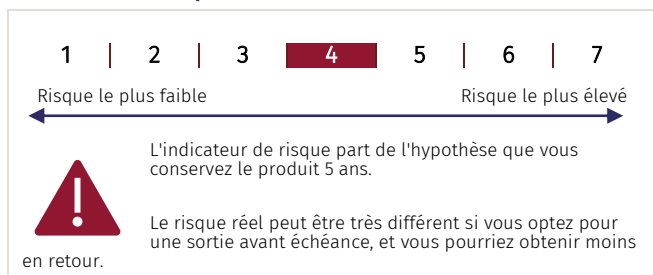 1 | 2 | 3 | 4 | 5 | 6 | 7
Risque le plus faible Risque le plus élevé
L'indicateur de risque part de l'hypothèse que vous
conservez le produit 5 ans.
Le risque réel peut être très différent si vous optez pour
une sortie avant échéance, et vous pourriez obtenir moins
en retour.